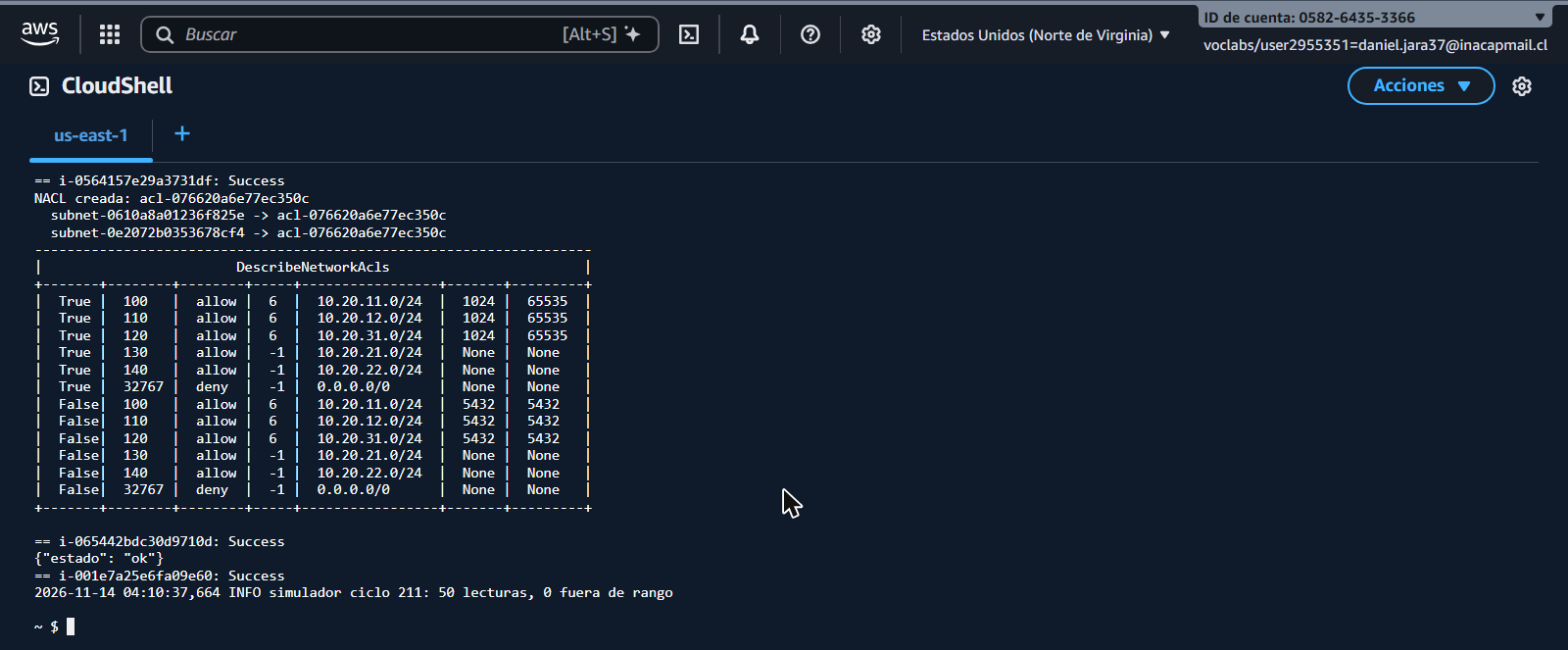 aws
Buscar [Alt+S]
Estados Unidos (Norte de Virginia) ▼
ID de cuenta: 0582-6435-3366
voclabs/user2955351=daniel.jara37@inacapmail.cl
CloudShell
Acciones ▼
us-east-1 +
== i-0564157e29a3731df: Success
NACL creada: acl-076620a6e77ec350c
  subnet-0610a8a01236f825e -> acl-076620a6e77ec350c
  subnet-0e2072b0353678cf4 -> acl-076620a6e77ec350c
--------------------------------------------------------------------
|                        DescribeNetworkAcls                        |
+-------+--------+--------+-----+-----------------+-------+---------+
|  True |  100   |  allow |  6  |  10.20.11.0/24  |  1024 |  65535  |
|  True |  110   |  allow |  6  |  10.20.12.0/24  |  1024 |  65535  |
|  True |  120   |  allow |  6  |  10.20.31.0/24  |  1024 |  65535  |
|  True |  130   |  allow |  -1 |  10.20.21.0/24  |  None |  None   |
|  True |  140   |  allow |  -1 |  10.20.22.0/24  |  None |  None   |
|  True |  32767 |  deny  |  -1 |  0.0.0.0/0      |  None |  None   |
|  False|  100   |  allow |  6  |  10.20.11.0/24  |  5432 |  5432   |
|  False|  110   |  allow |  6  |  10.20.12.0/24  |  5432 |  5432   |
|  False|  120   |  allow |  6  |  10.20.31.0/24  |  5432 |  5432   |
|  False|  130   |  allow |  -1 |  10.20.21.0/24  |  None |  None   |
|  False|  140   |  allow |  -1 |  10.20.22.0/24  |  None |  None   |
|  False|  32767 |  deny  |  -1 |  0.0.0.0/0      |  None |  None   |
+-------+--------+--------+-----+-----------------+-------+---------+
== i-065442bdc30d9710d: Success
{"estado": "ok"}
== i-001e7a25e6fa09e60: Success
2026-11-14 04:10:37,664 INFO simulador ciclo 211: 50 lecturas, 0 fuera de rango
~ $